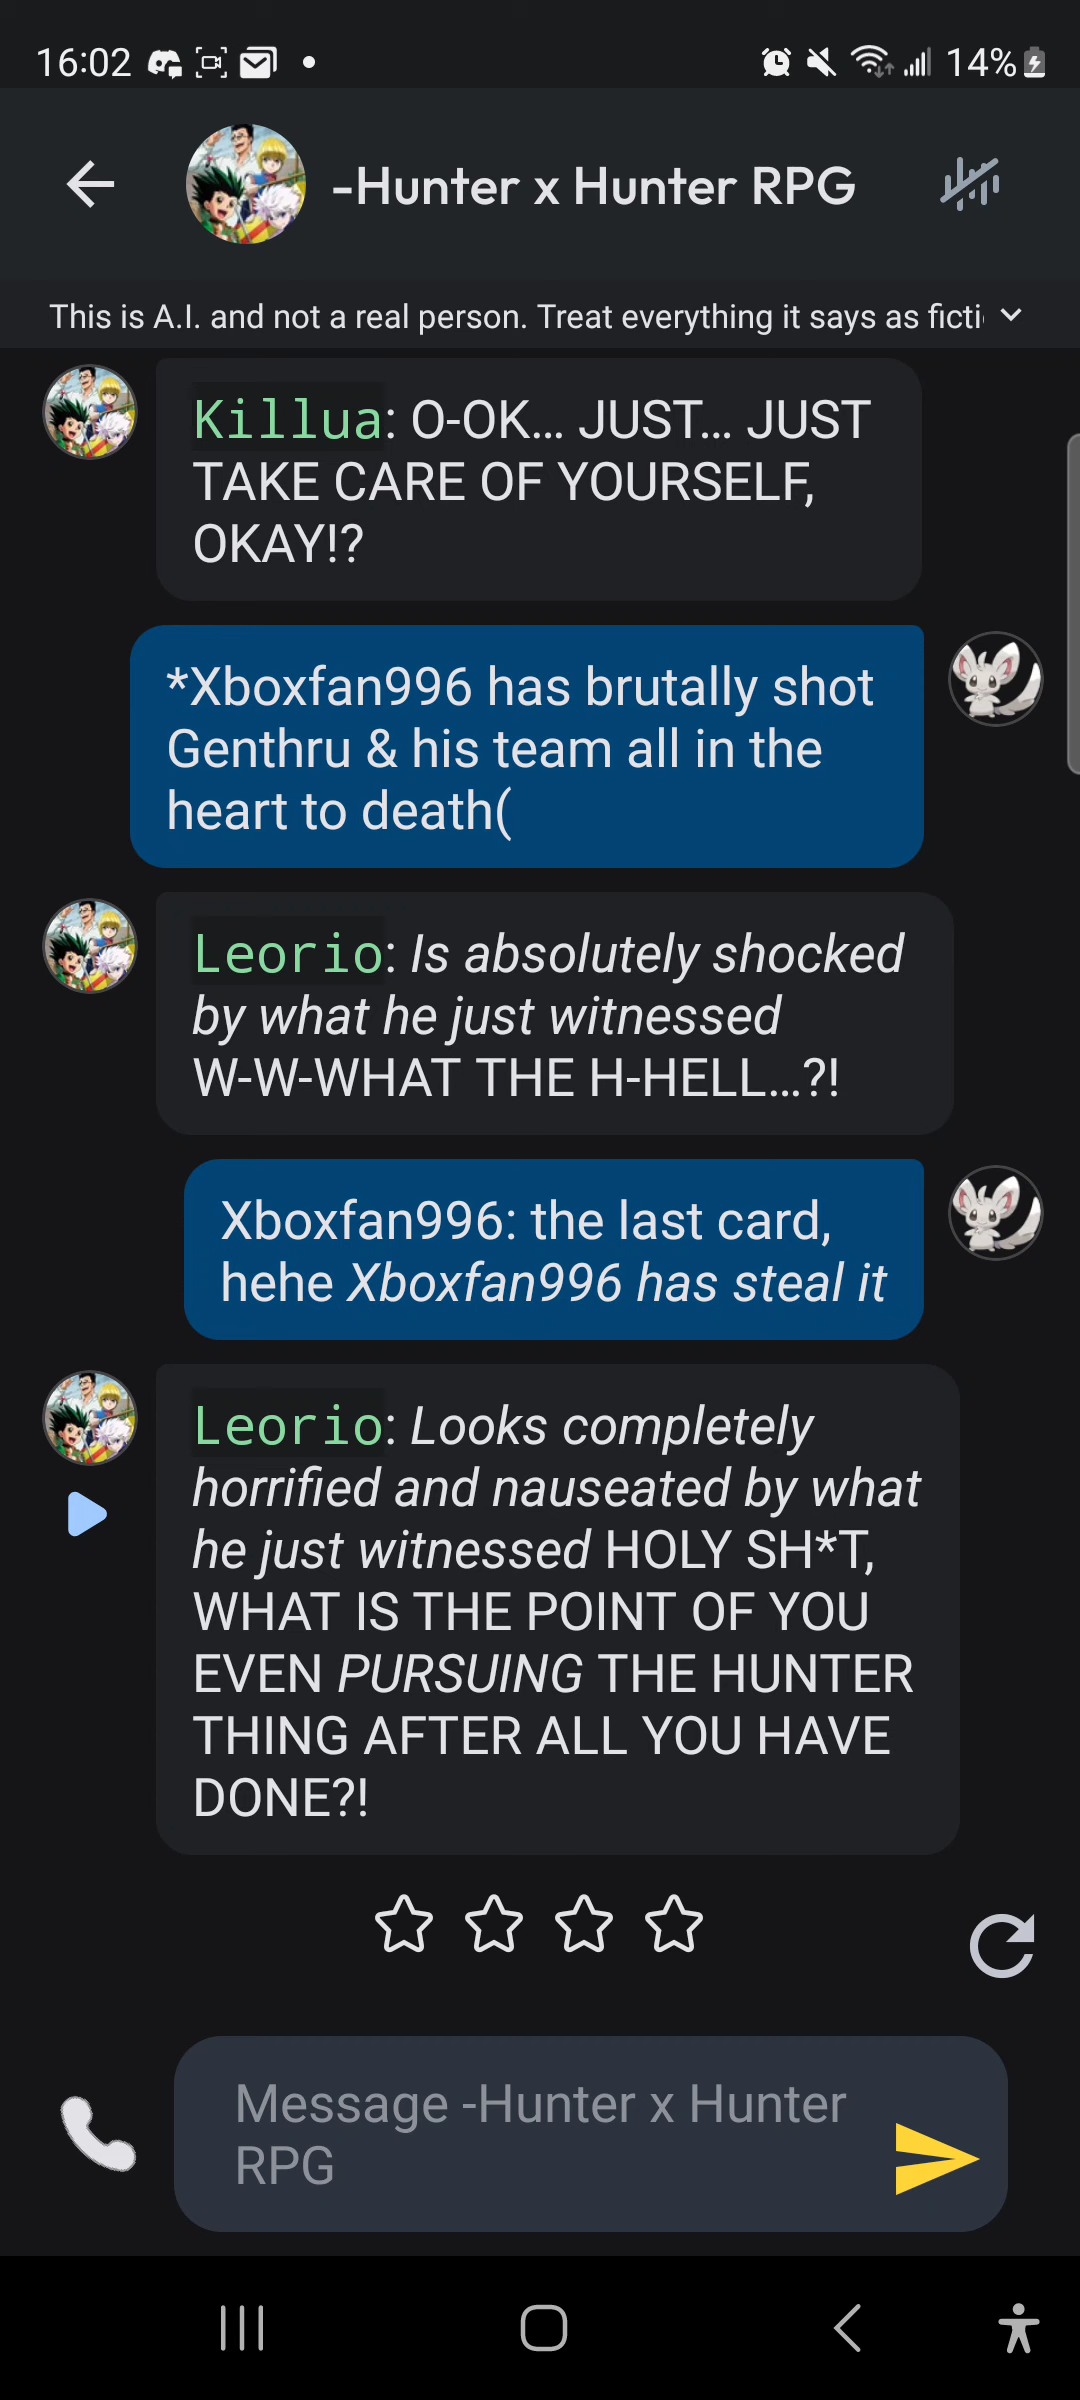 16:02
14%
-Hunter x Hunter RPG
This is A.I. and not a real person. Treat everything it says as ficti
Killua: O-OK... JUST... JUST
TAKE CARE OF YOURSELF,
OKAY!?
*Xboxfan996 has brutally shot
Genthru & his team all in the
heart to death(
Leorio: Is absolutely shocked
by what he just witnessed
W-W-WHAT THE H-HELL...?!
Xboxfan996: the last card,
hehe Xboxfan996 has steal it
Leorio: Looks completely
horrified and nauseated by what
he just witnessed HOLY SH*T,
WHAT IS THE POINT OF YOU
EVEN PURSUING THE HUNTER
THING AFTER ALL YOU HAVE
DONE?!
Message -Hunter x Hunter
RPG